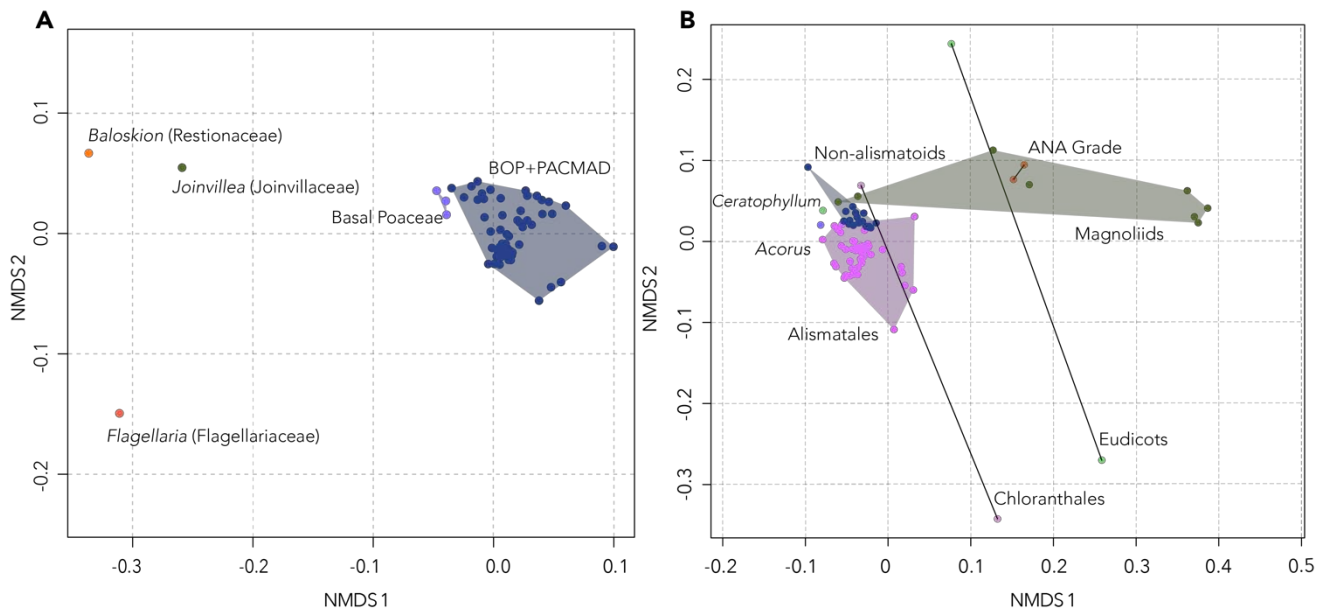 A
0.1
0.0
-0.1
-0.2
NMDS2
Baloskion (Restionaceae)
Joinvillea (Joinvillaceae)
BOP+PACMAD
Basal Poaceae
Flagellaria (Flagellariaceae)
-0.3
-0.2
-0.1
0.0
0.1
NMDS1
B
0.2
0.1
0.0
-0.1
-0.2
-0.3
NMDS2
Non-alismatoids
ANA Grade
Ceratophyllum
Magnoliids
Acorus
Alismatales
Eudicots
Chloranthales
-0.2
-0.1
0
0.1
0.2
0.3
0.4
0.5
NMDS1